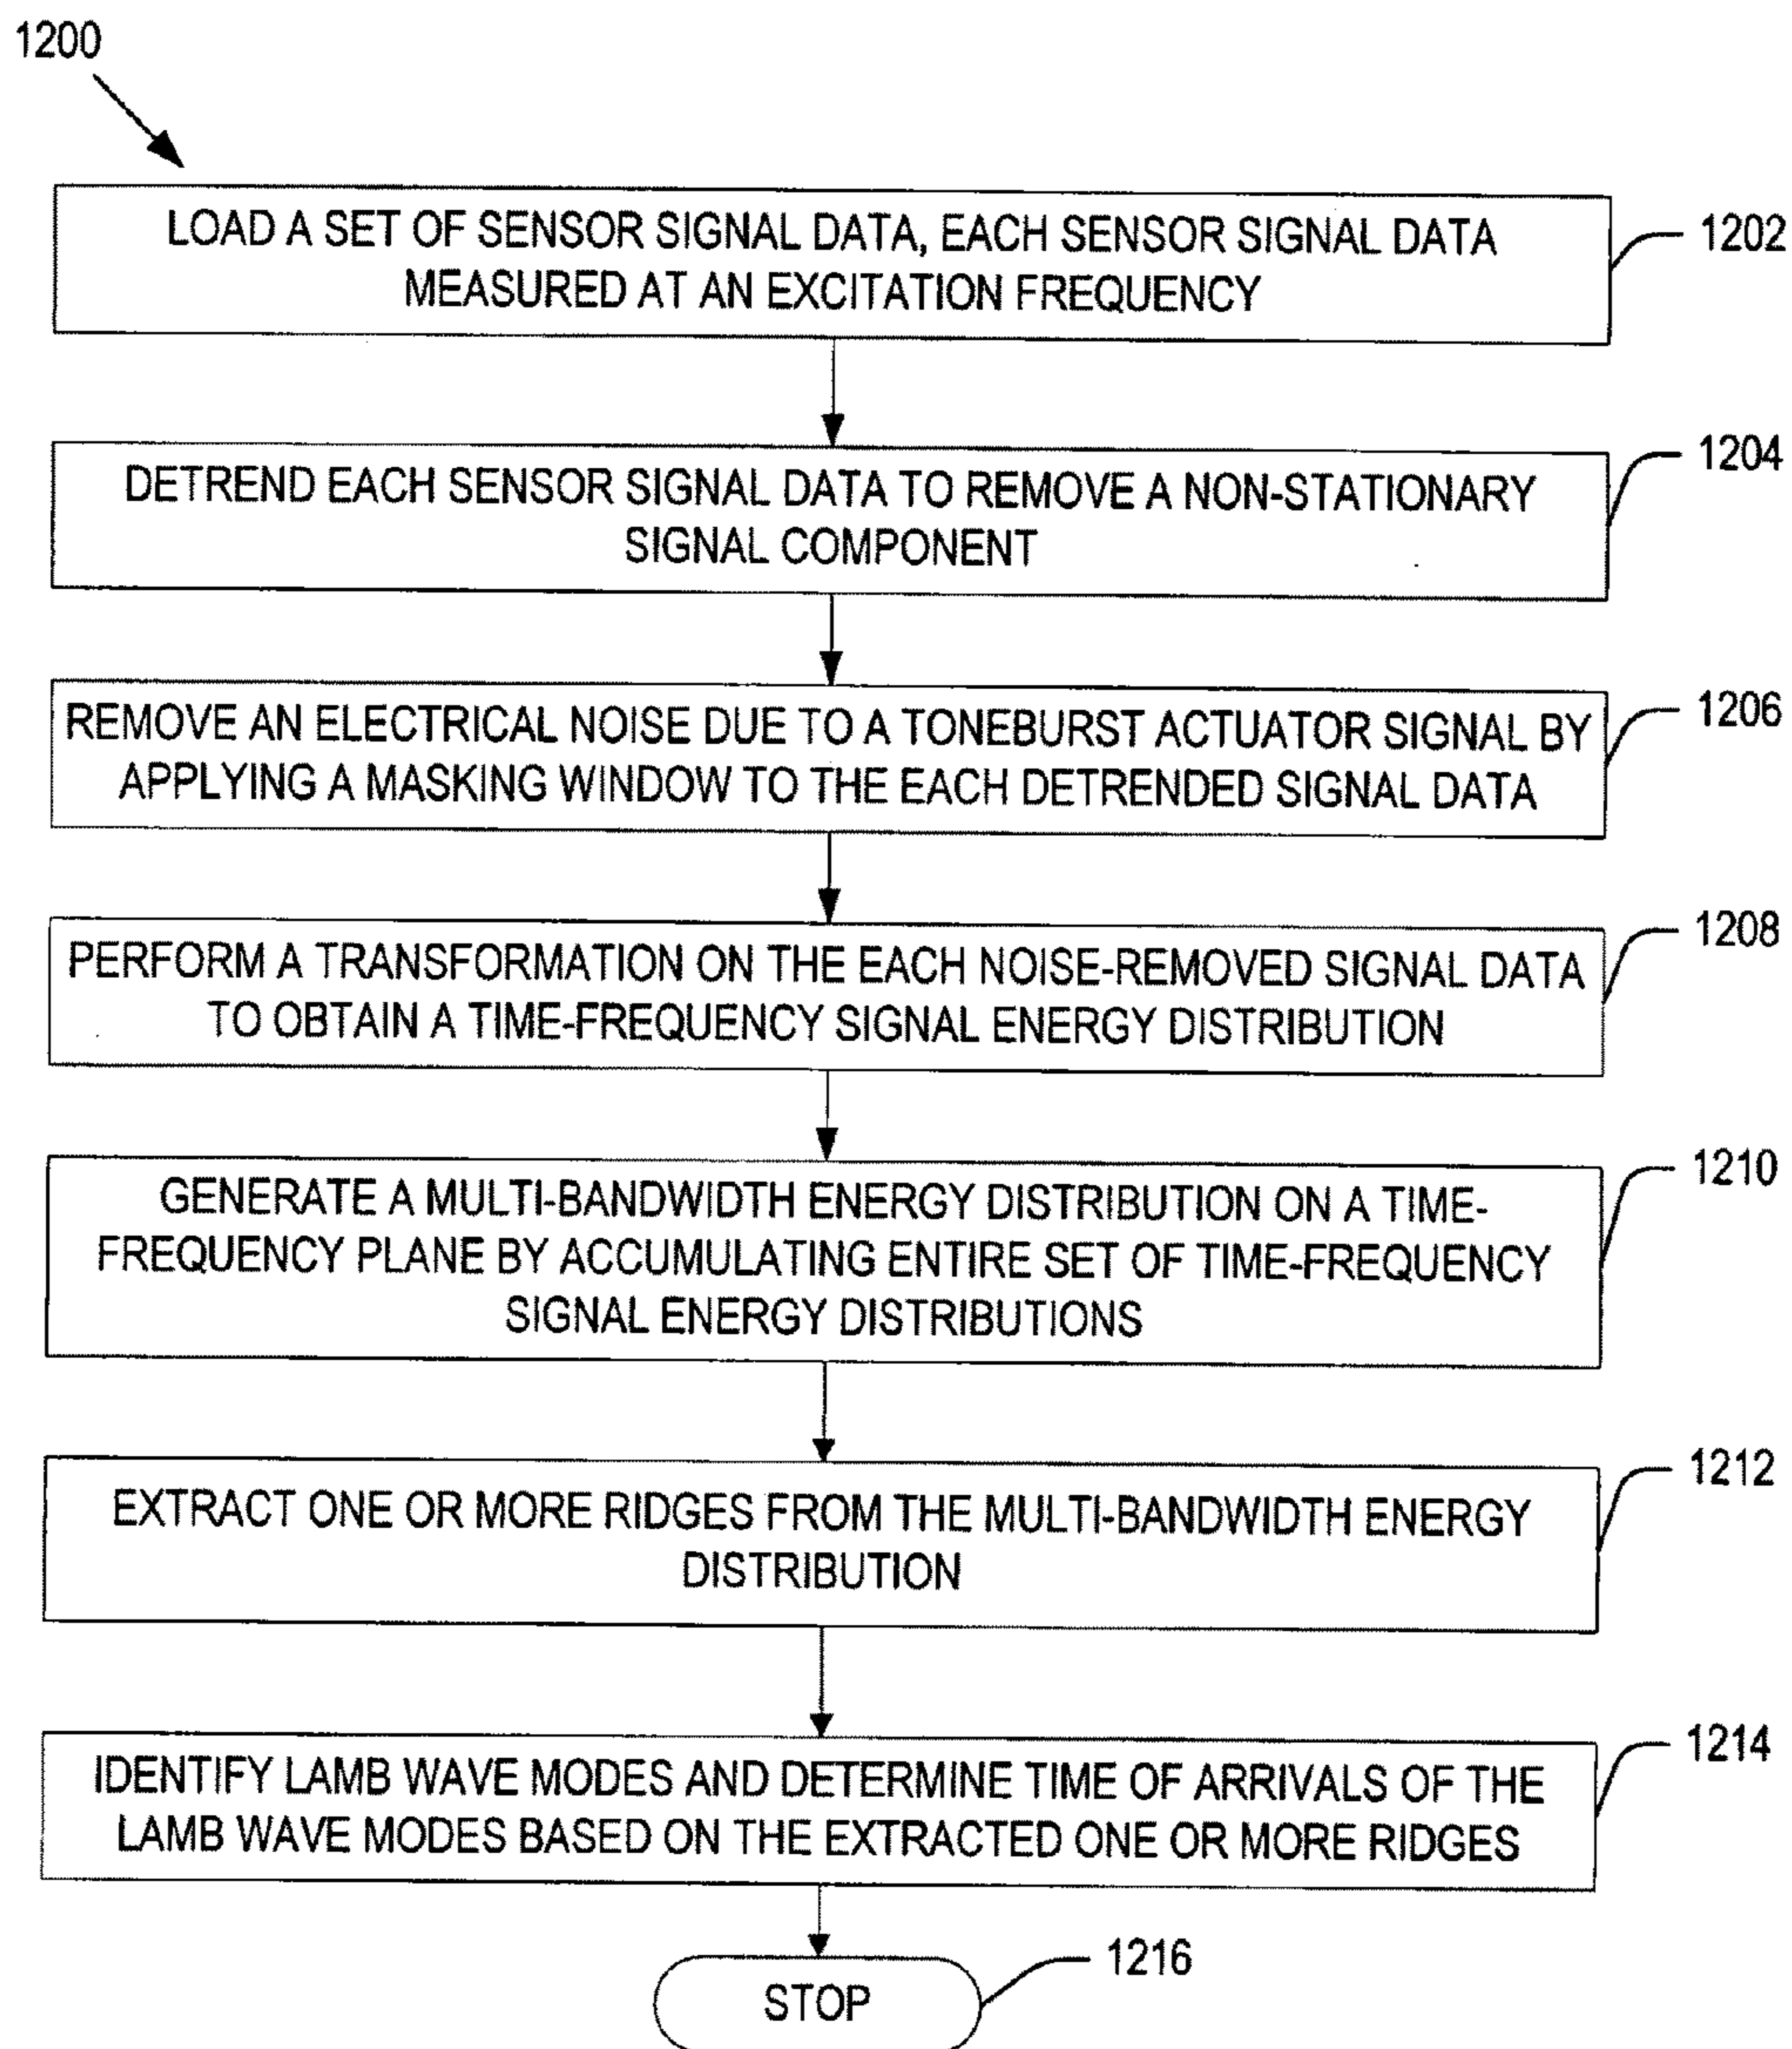 1200
LOAD A SET OF SENSOR SIGNAL DATA, EACH SENSOR SIGNAL DATA
MEASURED AT AN EXCITATION FREQUENCY
1202
DETREND EACH SENSOR SIGNAL DATA TO REMOVE A NON-STATIONARY
SIGNAL COMPONENT
1204
REMOVE AN ELECTRICAL NOISE DUE TO A TONEBURST ACTUATOR SIGNAL BY
APPLYING A MASKING WINDOW TO THE EACH DETRENDED SIGNAL DATA
1206
PERFORM A TRANSFORMATION ON THE EACH NOISE-REMOVED SIGNAL DATA
TO OBTAIN A TIME-FREQUENCY SIGNAL ENERGY DISTRIBUTION
1208
GENERATE A MULTI-BANDWIDTH ENERGY DISTRIBUTION ON A TIME-
FREQUENCY PLANE BY ACCUMULATING ENTIRE SET OF TIME-FREQUENCY
SIGNAL ENERGY DISTRIBUTIONS
1210
EXTRACT ONE OR MORE RIDGES FROM THE MULTI-BANDWIDTH ENERGY
DISTRIBUTION
1212
IDENTIFY LAMB WAVE MODES AND DETERMINE TIME OF ARRIVALS OF THE
LAMB WAVE MODES BASED ON THE EXTRACTED ONE OR MORE RIDGES
1214
STOP
1216